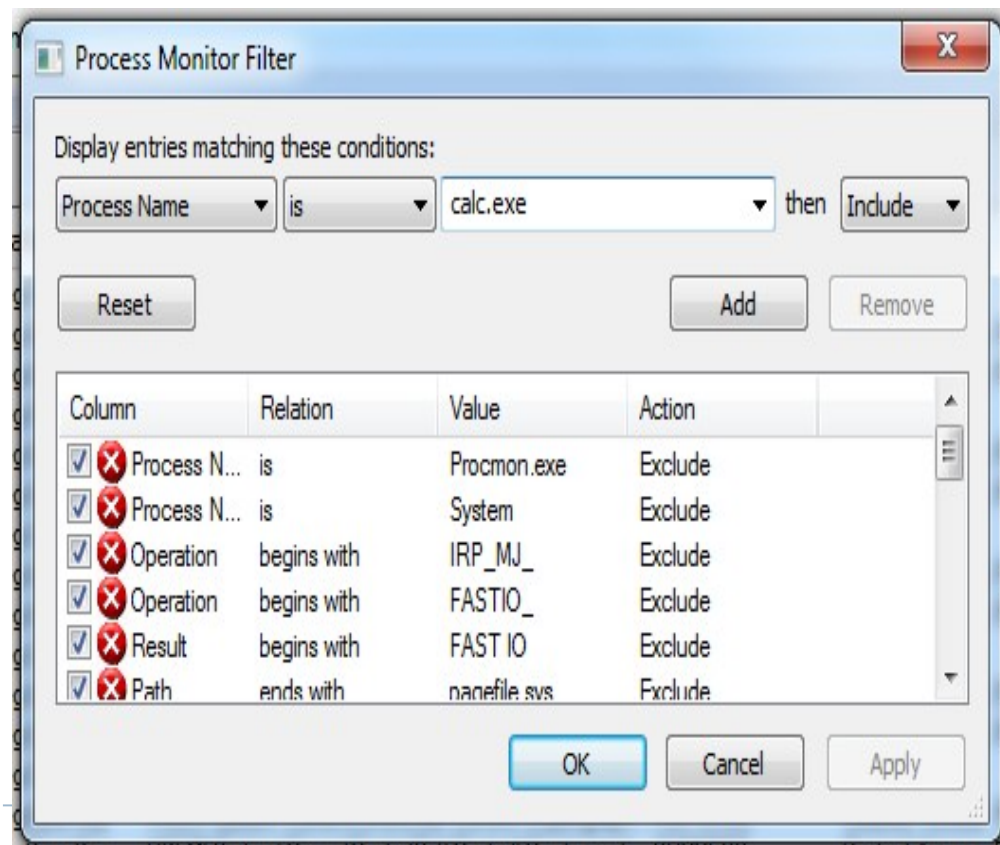 Process Monitor Filter
X
Display entries matching these conditions:
Process Name is calc.exe then Include
Reset Add Remove
Column Relation Value Action
Process N... is Procmon.exe Exclude
Process N... is System Exclude
Operation begins with IRP_MJ_ Exclude
Operation begins with FASTIO_ Exclude
Result begins with FAST IO Exclude
Path ends with pagefile.sys Exclude
OK Cancel Apply